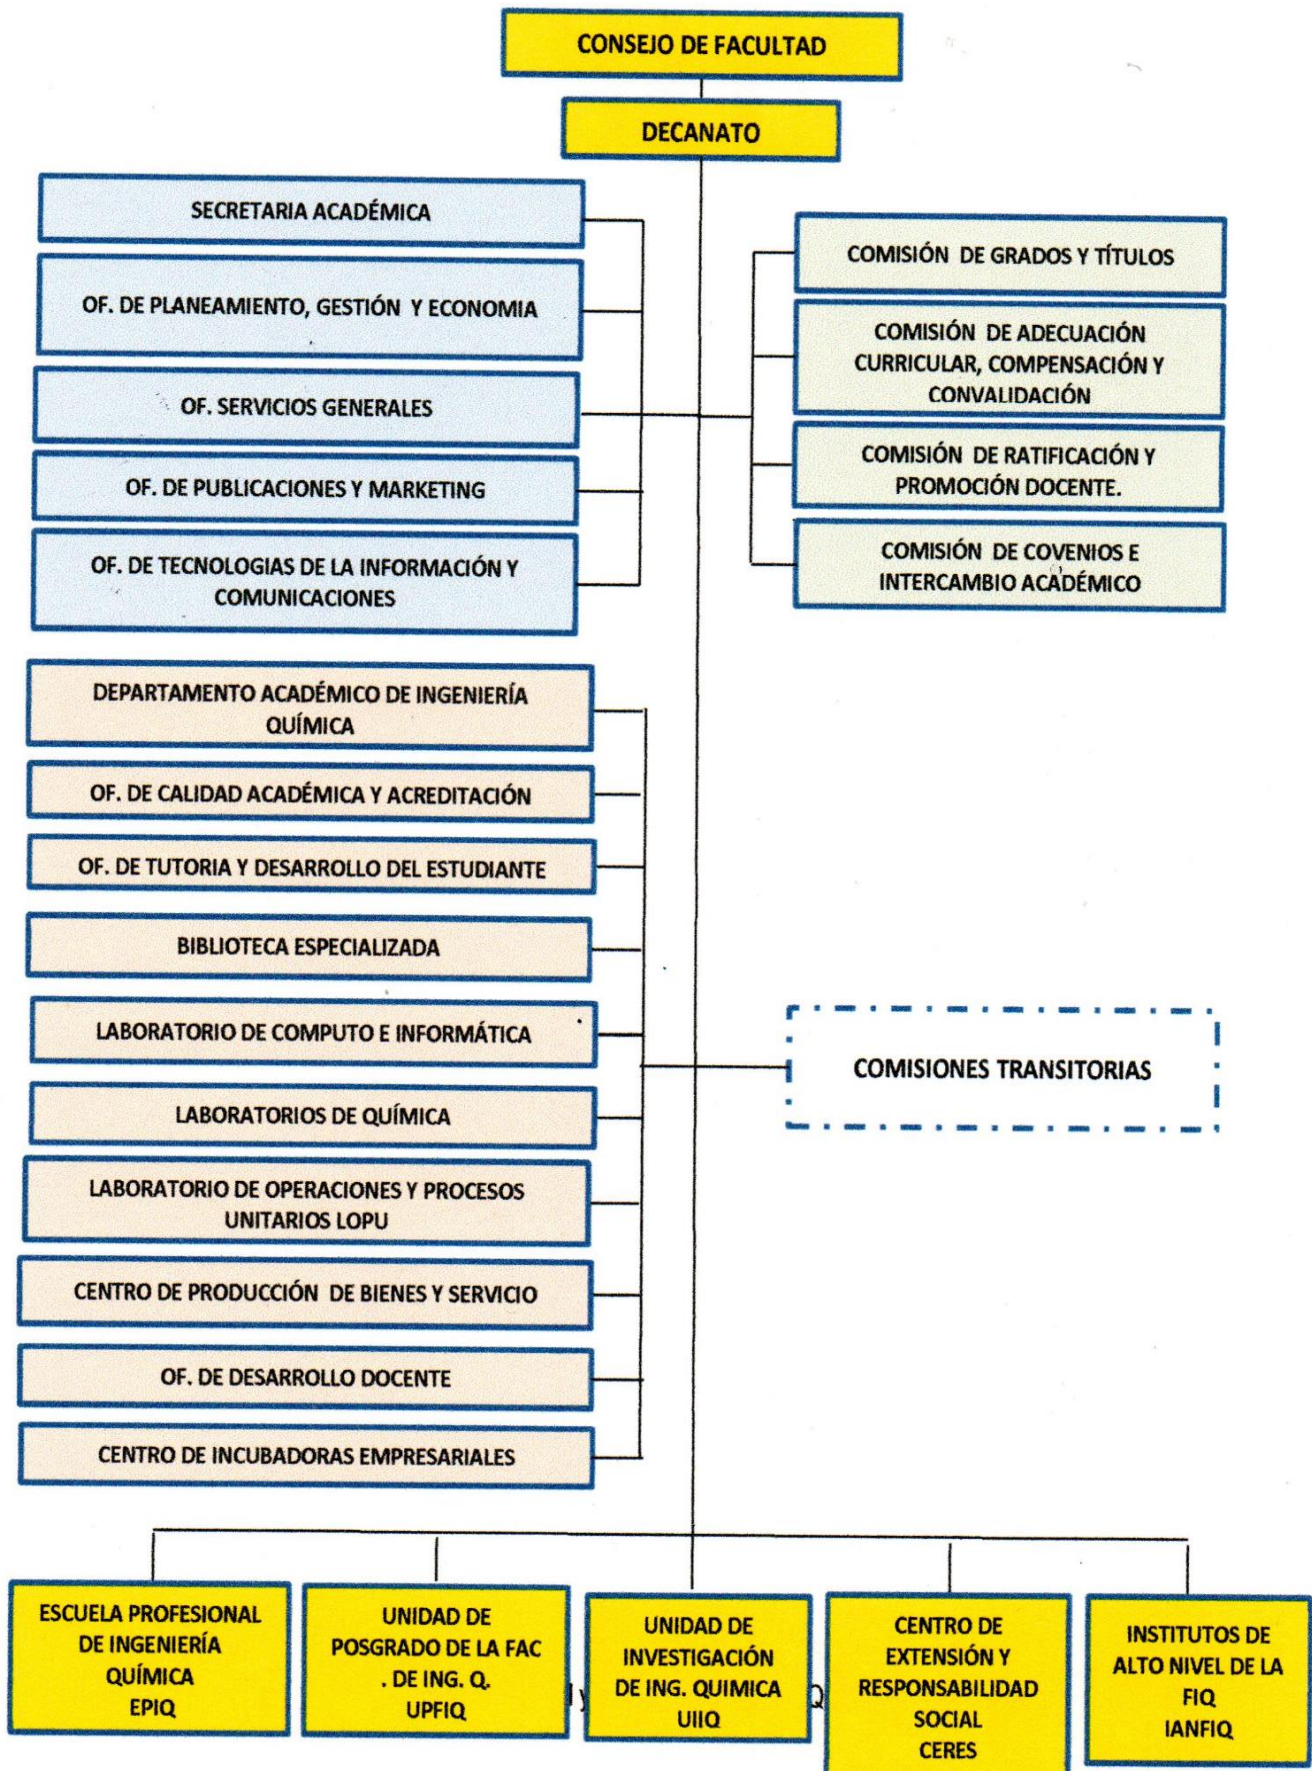 CONSEJO DE FACULTAD
DECANATO
SECRETARIA ACADÉMICA
OF. DE PLANEAMIENTO, GESTIÓN Y ECONOMIA
OF. SERVICIOS GENERALES
OF. DE PUBLICACIONES Y MARKETING
OF. DE TECNOLOGIAS DE LA INFORMACIÓN Y
COMUNICACIONES
COMISIÓN DE GRADOS Y TÍTULOS
COMISIÓN DE ADECUACIÓN
CURRICULAR, COMPENSACIÓN Y
CONVALIDACIÓN
COMISIÓN DE RATIFICACIÓN Y
PROMOCIÓN DOCENTE.
COMISIÓN DE COVENIOS E
INTERCAMBIO ACADÉMICO
DEPARTAMENTO ACADÉMICO DE INGENIERÍA
QUÍMICA
OF. DE CALIDAD ACADÉMICA Y ACREDITACIÓN
OF. DE TUTORIA Y DESARROLLO DEL ESTUDIANTE
BIBLIOTECA ESPECIALIZADA
LABORATORIO DE COMPUTO E INFORMÁTICA
LABORATORIOS DE QUÍMICA
LABORATORIO DE OPERACIONES Y PROCESOS
UNITARIOS LOPU
CENTRO DE PRODUCCIÓN DE BIENES Y SERVICIO
OF. DE DESARROLLO DOCENTE
CENTRO DE INCUBADORAS EMPRESARIALES
COMISIONES TRANSITORIAS
ESCUELA PROFESIONAL
DE INGENIERÍA
QUÍMICA
EPIQ
UNIDAD DE
POSGRADO DE LA FAC
. DE ING. Q.
UPFIQ
UNIDAD DE
INVESTIGACIÓN
DE ING. QUIMICA
UIIQ
CENTRO DE
EXTENSIÓN Y
RESPONSABILIDAD
SOCIAL
CERES
INSTITUTOS DE
ALTO NIVEL DE LA
FIQ
IANFIQ